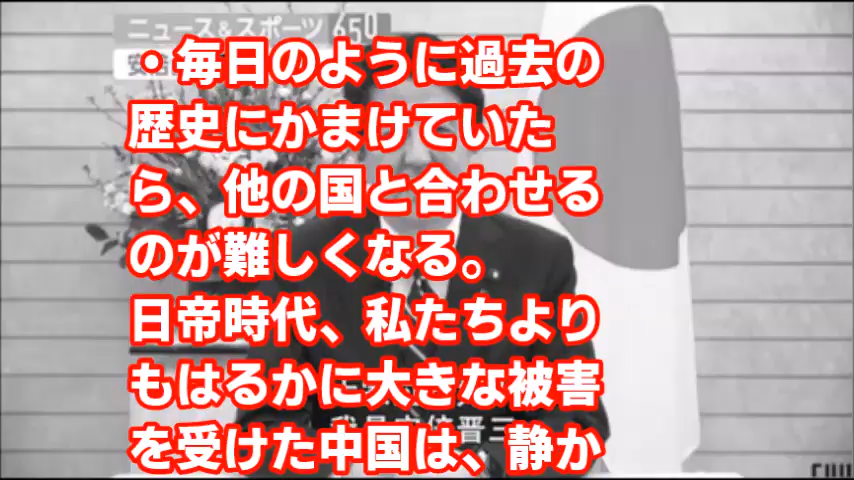 ニュース&スポーツ 650
・毎日のように過去の
歴史にかまけていた
ら、他の国と合わせる
のが難しくなる。
日帝時代、私たちより
もはるかに大きな被害
を受けた中国は、静か